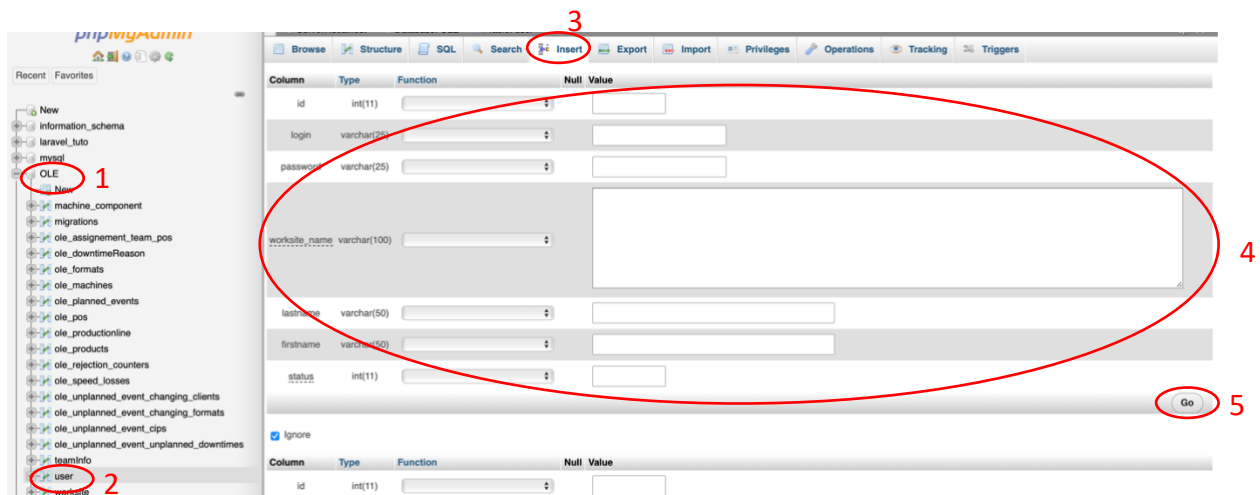 phpMyAdmin
3
Browse Structure SQL Search Insert Export Import Privileges Operations Tracking Triggers
Recent Favorites
Column Type Function Null Value
New
id int(11)
information_schema
laravel_tuto
login varchar(25)
mysql
password varchar(25)
OLE
1
New
machine_component
migrations
ole_assignement_team_pos
worksite_name varchar(100)
ole_downtimeReason
4
ole_formats
ole_machines
ole_planned_events
ole_pos
lastname varchar(50)
ole_productionline
ole_products
firstname varchar(50)
ole_rejection_counters
ole_speed_losses
status int(11)
ole_unplanned_event_changing_clients
ole_unplanned_event_changing_formats
Go
5
ole_unplanned_event_cips
Ignore
ole_unplanned_event_unplanned_downtimes
teamInfo
Column Type Function Null Value
user
2
id int(11)
worksite